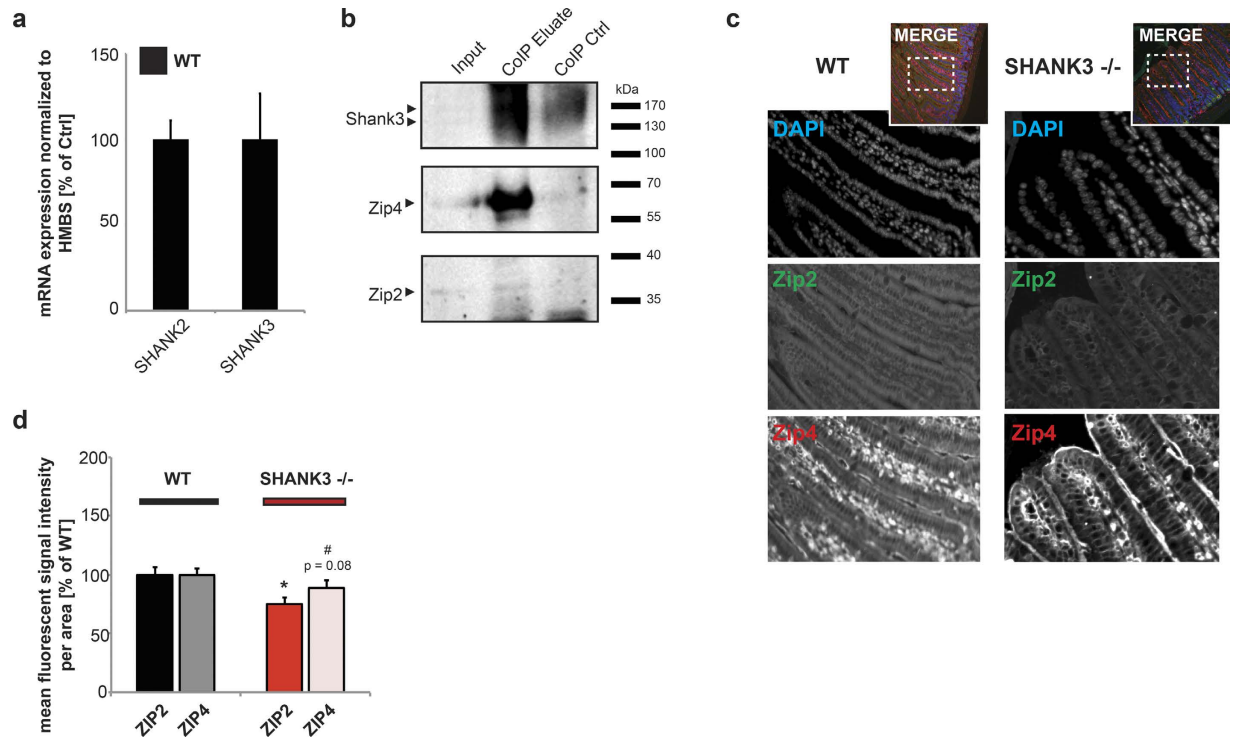 a
mRNA expression normalized to
HMBS [% of Ctrl]
150
100
50
0
WT
SHANK2
SHANK3
b
Input
CoIP Eluate
CoIP Ctrl
Shank3
Zip4
Zip2
kDa
170
130
100
70
55
40
35
c
WT
MERGE
SHANK3 -/-
MERGE
DAPI
DAPI
Zip2
Zip2
Zip4
Zip4
d
mean fluorescent signal intensity
per area [% of WT]
200
150
100
50
0
WT
SHANK3 -/-
*
#
p = 0.08
ZIP2
ZIP4
ZIP2
ZIP4